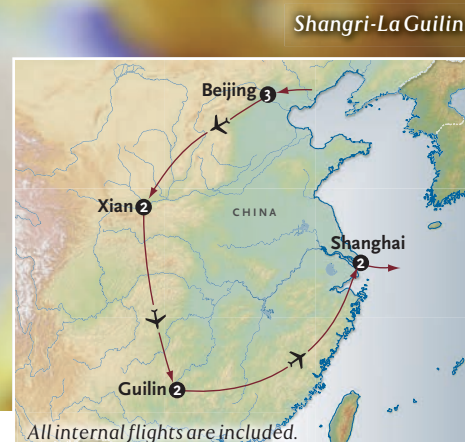 Shangri-La Guilin
Beijing 3
Xian 2
CHINA
Shanghai
2
Guilin 2
All internal flights are included.